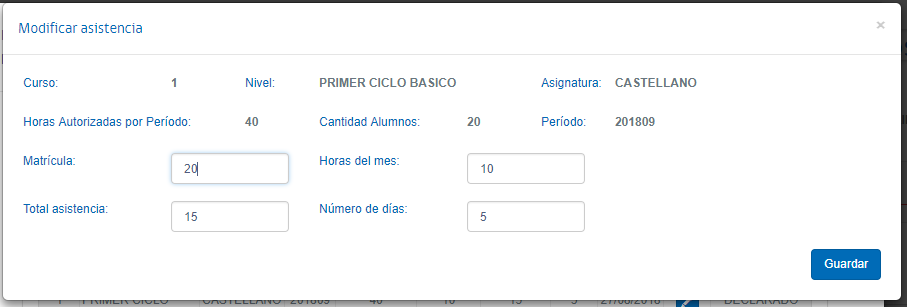 Modificar asistencia ×
Curso: 1 Nivel: PRIMER CICLO BASICO Asignatura: CASTELLANO
Horas Autorizadas por Período: 40 Cantidad Alumnos: 20 Período: 201809
Matrícula: 20 Horas del mes: 10
Total asistencia: 15 Número de días: 5
Guardar
1 PRIMER CICLO CASTELLANO 201809 40 10 15 5 27/08/2018 DECLARADO